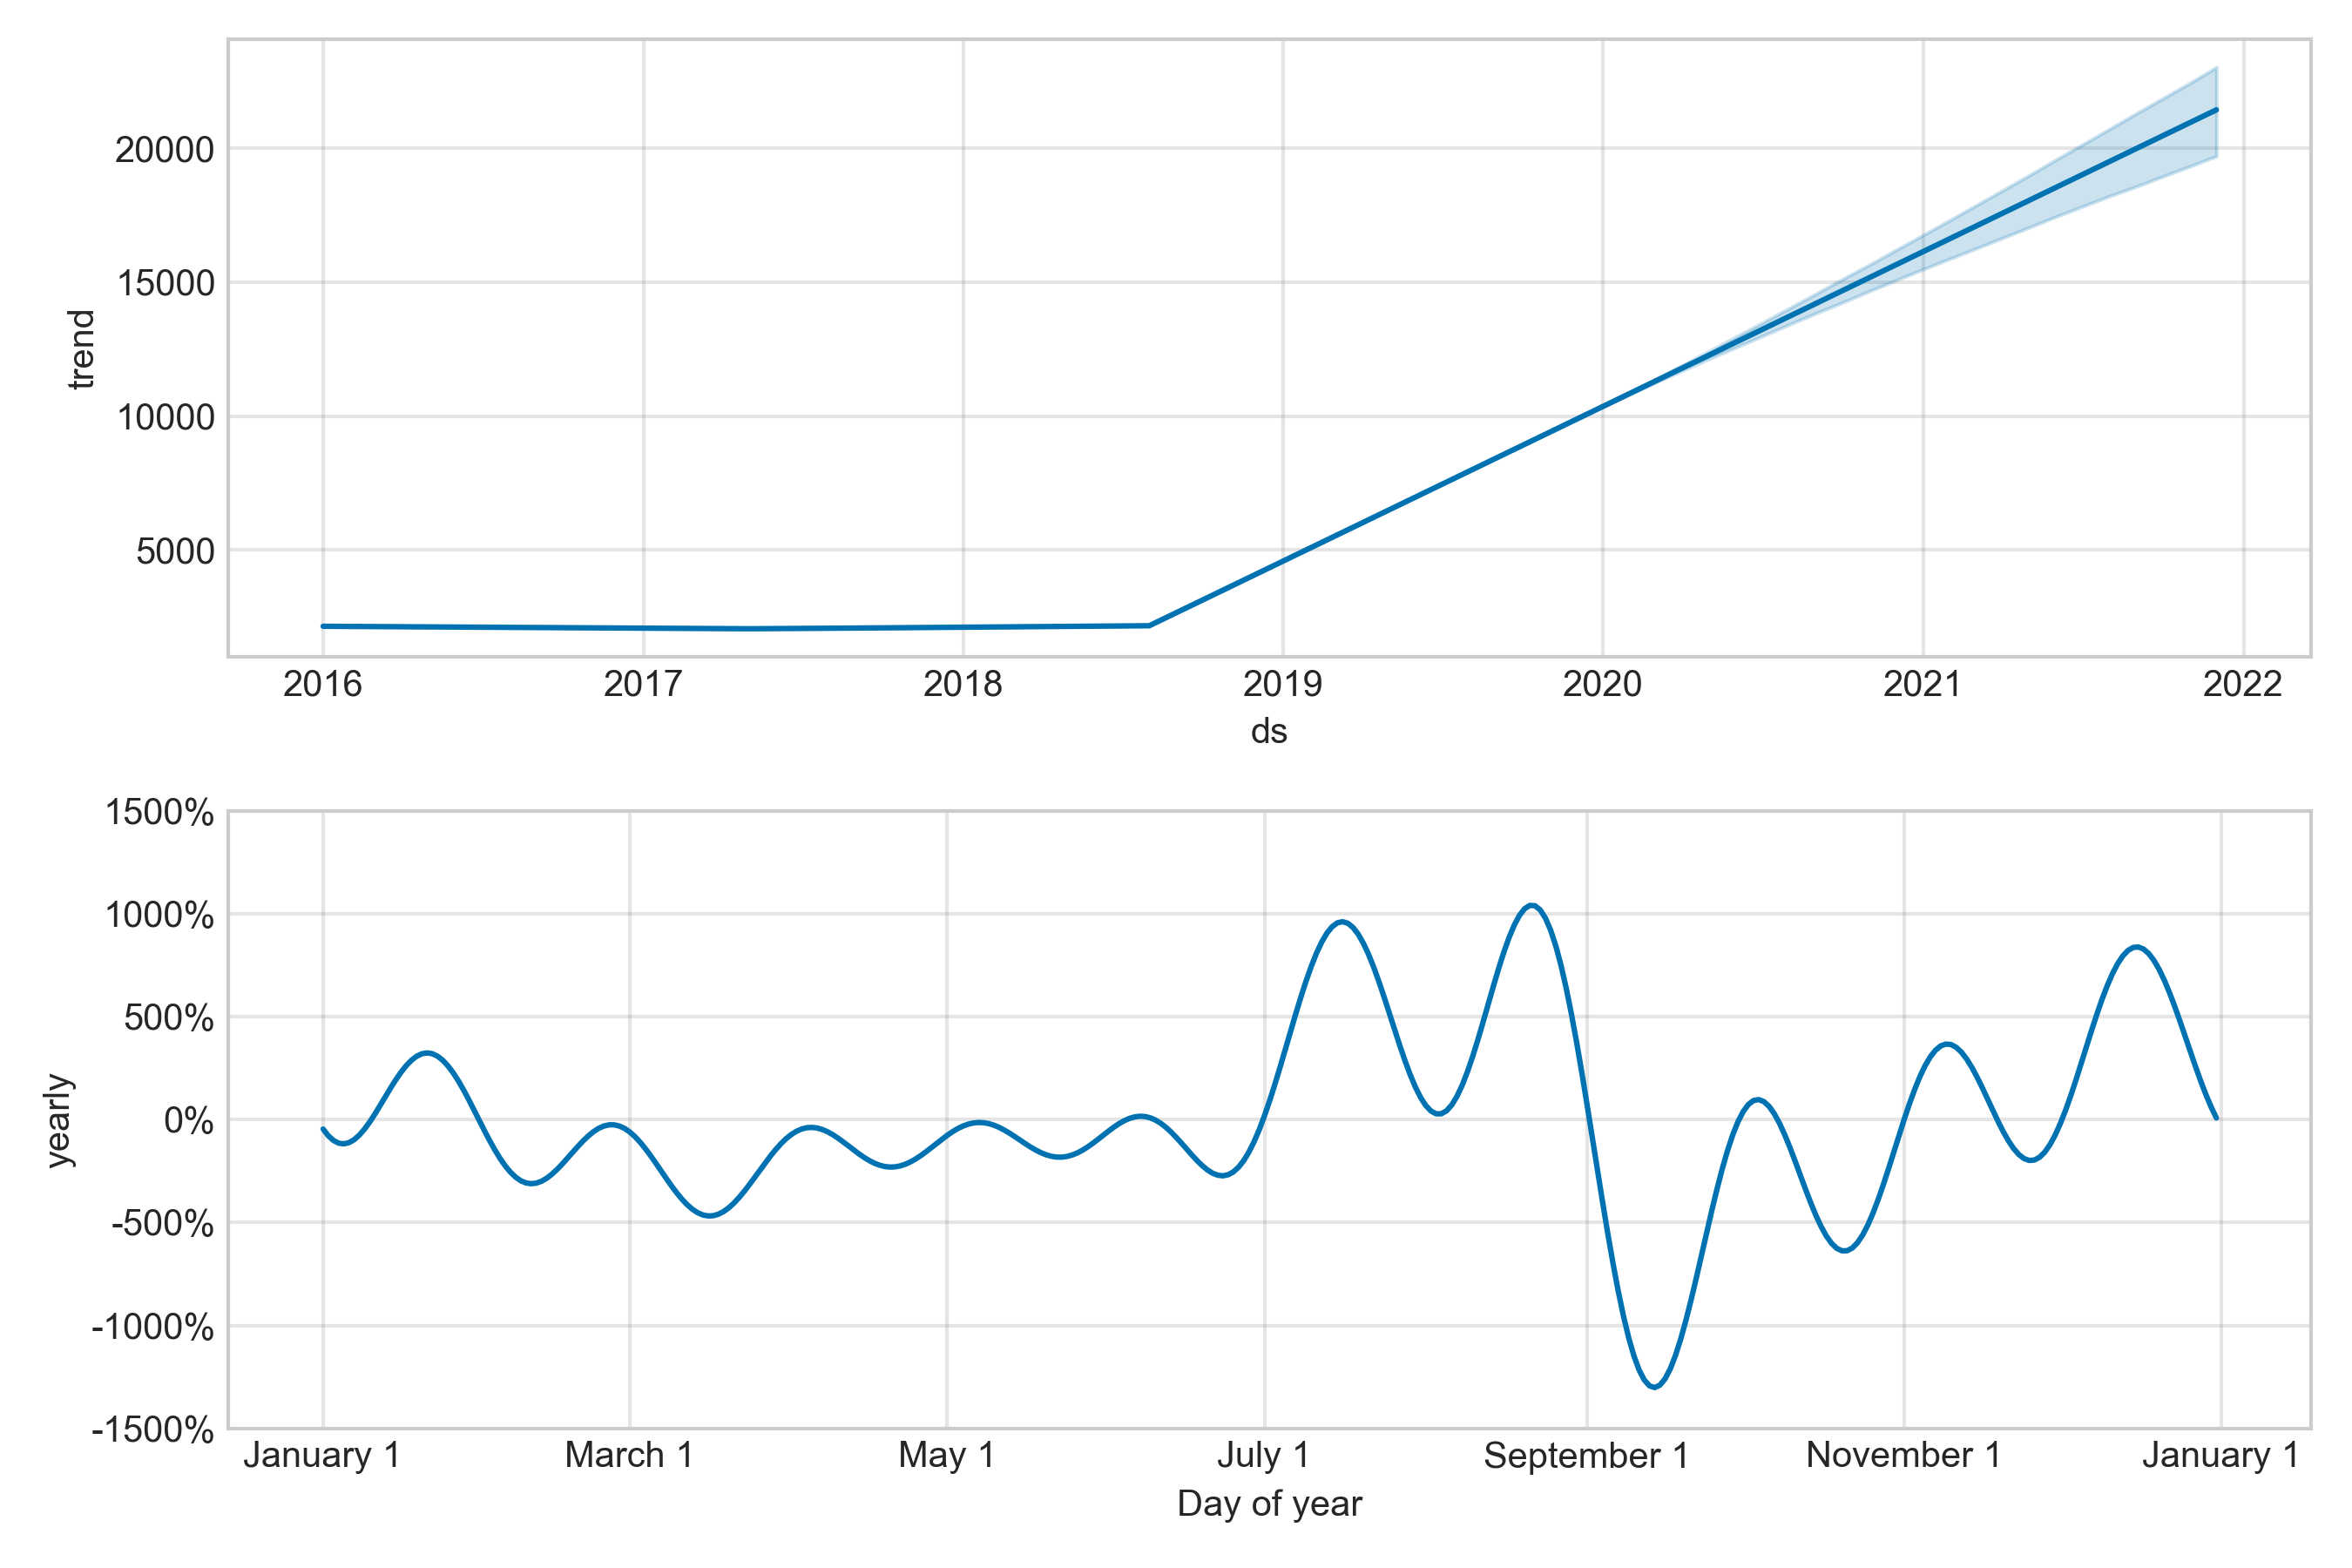 20000
15000
10000
5000
trend
2016 2017 2018 2019 2020 2021 2022
ds
1500%
1000%
500%
0%
-500%
-1000%
-1500%
yearly
January 1 March 1 May 1 July 1 September 1 November 1 January 1
Day of year